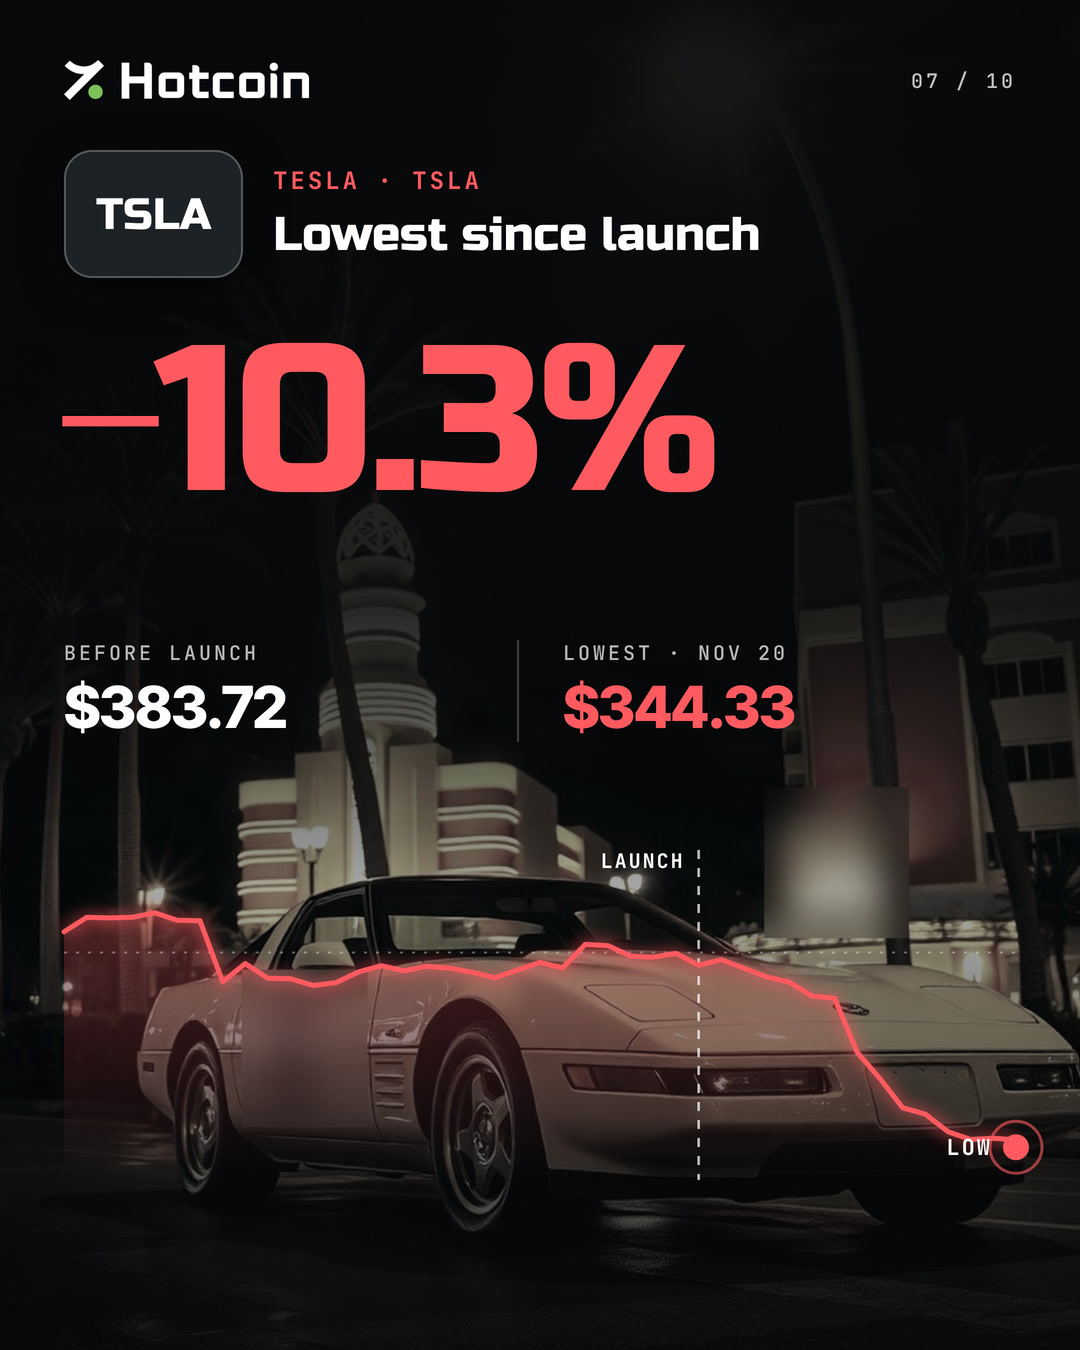 Hotcoin
07 / 10
TSLA
TESLA · TSLA
Lowest since launch
–10.3%
BEFORE LAUNCH
$383.72
LOWEST · NOV 20
$344.33
LAUNCH
LOW